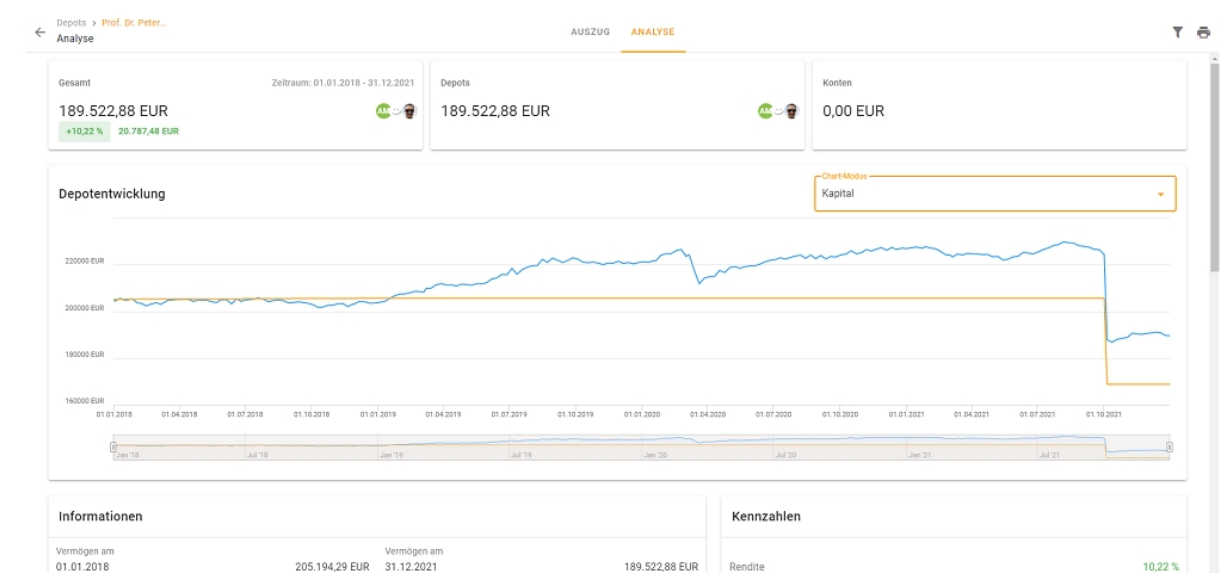 Depots > Prof. Dr. Peter...
Analyse
AUSZUG ANALYSE
Gesamt Zeitraum: 01.01.2018 - 31.12.2021
189.522,88 EUR AM
+10,22 % 20.787,48 EUR
Depots
189.522,88 EUR AM
Konten
0,00 EUR
Depotentwicklung
Chart-Modus
Kapital
220000 EUR
200000 EUR
180000 EUR
160000 EUR
01.01.2018 01.04.2018 01.07.2018 01.10.2018 01.01.2019 01.04.2019 01.07.2019 01.10.2019 01.01.2020 01.04.2020 01.07.2020 01.10.2020 01.01.2021 01.04.2021 01.07.2021 01.10.2021
Jan '18 Jul '18 Jan '19 Jul '19 Jan '20 Jul '20 Jan '21 Jul '21
Informationen
Vermögen am Vermögen am
01.01.2018 205.194,29 EUR 31.12.2021 189.522,88 EUR
Kennzahlen
Rendite 10,22 %